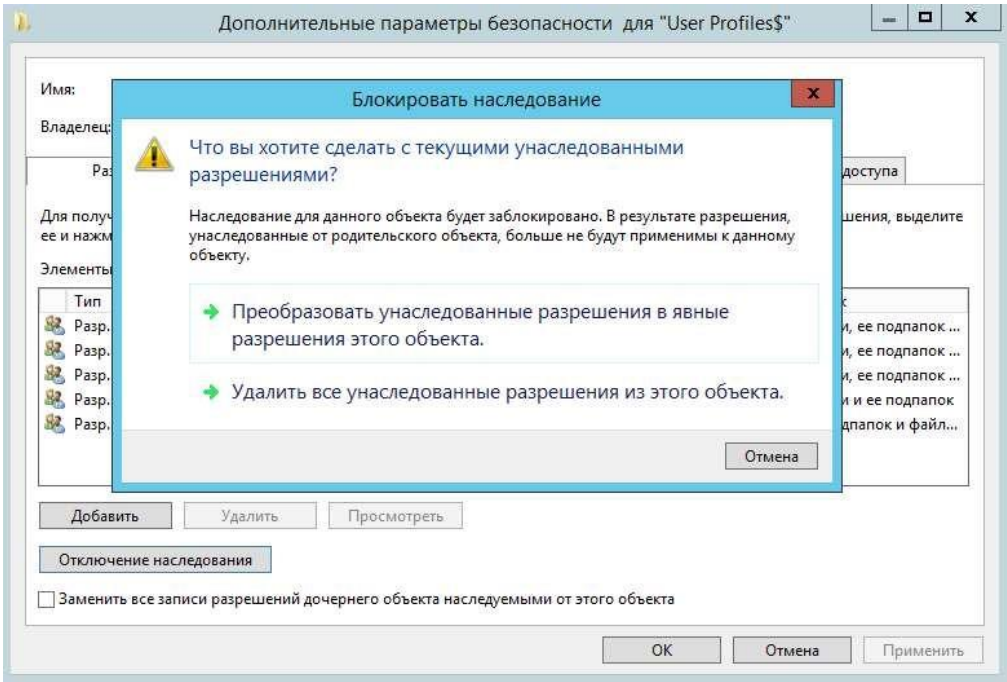 Дополнительные параметры безопасности для "User Profiles$"
Имя:
Владелец:
Блокировать наследование
Что вы хотите сделать с текущими унаследованными
разрешениями?
Наследование для данного объекта будет заблокировано. В результате разрешения,
унаследованные от родительского объекта, больше не будут применимы к данному
объекту.
Преобразовать унаследованные разрешения в явные
разрешения этого объекта.
Удалить все унаследованные разрешения из этого объекта.
Отмена
доступа
Для
выделите
ее и
Элементы
Тип
Разр. и, ее подпапок ...
Разр. и, ее подпапок ...
Разр. и, ее подпапок ...
Разр. и и ее подпапок
Разр. и файл...
Добавить Удалить Просмотреть
Отключение наследования
Заменить все записи разрешений дочернего объекта наследуемыми от этого объекта
OK Отмена Применить